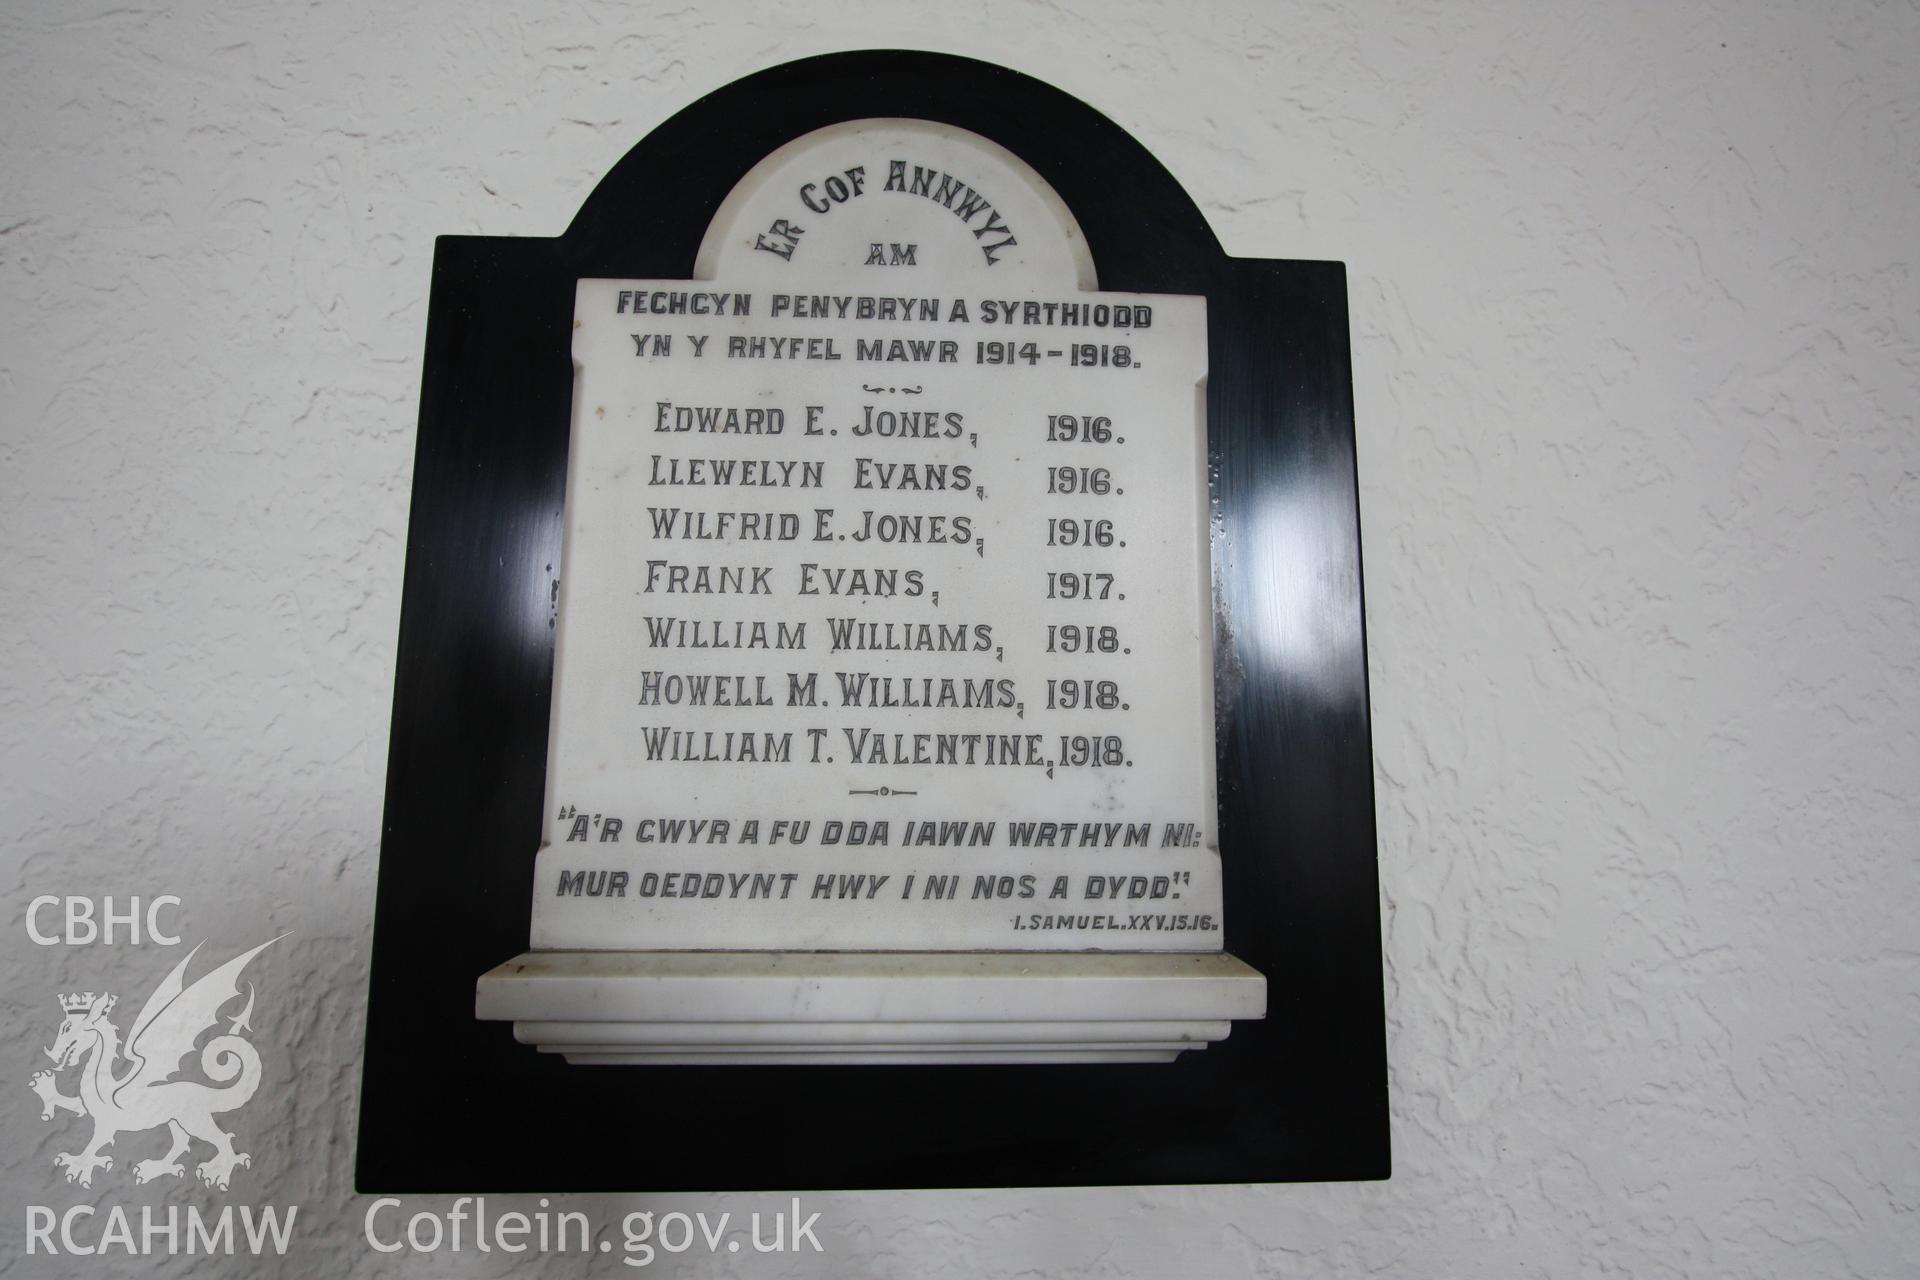 ER COF ANNWYL
AM
FECHGYN PENYBRYN A SYRTHIODD
YN Y RHYFEL MAWR 1914-1918.
EDWARD E. JONES, 1916.
LLEWELYN EVANS, 1916.
WILFRID E. JONES, 1916.
FRANK EVANS, 1917.
WILLIAM WILLIAMS, 1918.
HOWELL M. WILLIAMS, 1918.
WILLIAM T. VALENTINE, 1918.
"A'R GWYR A FU DDA IAWN WRTHYM NI:
MUR OEDDYNT HWY I NI NOS A DYDD."
I. SAMUEL. XXV. 15. 16.
CBHC
RCAHMW
Coflein.gov.uk